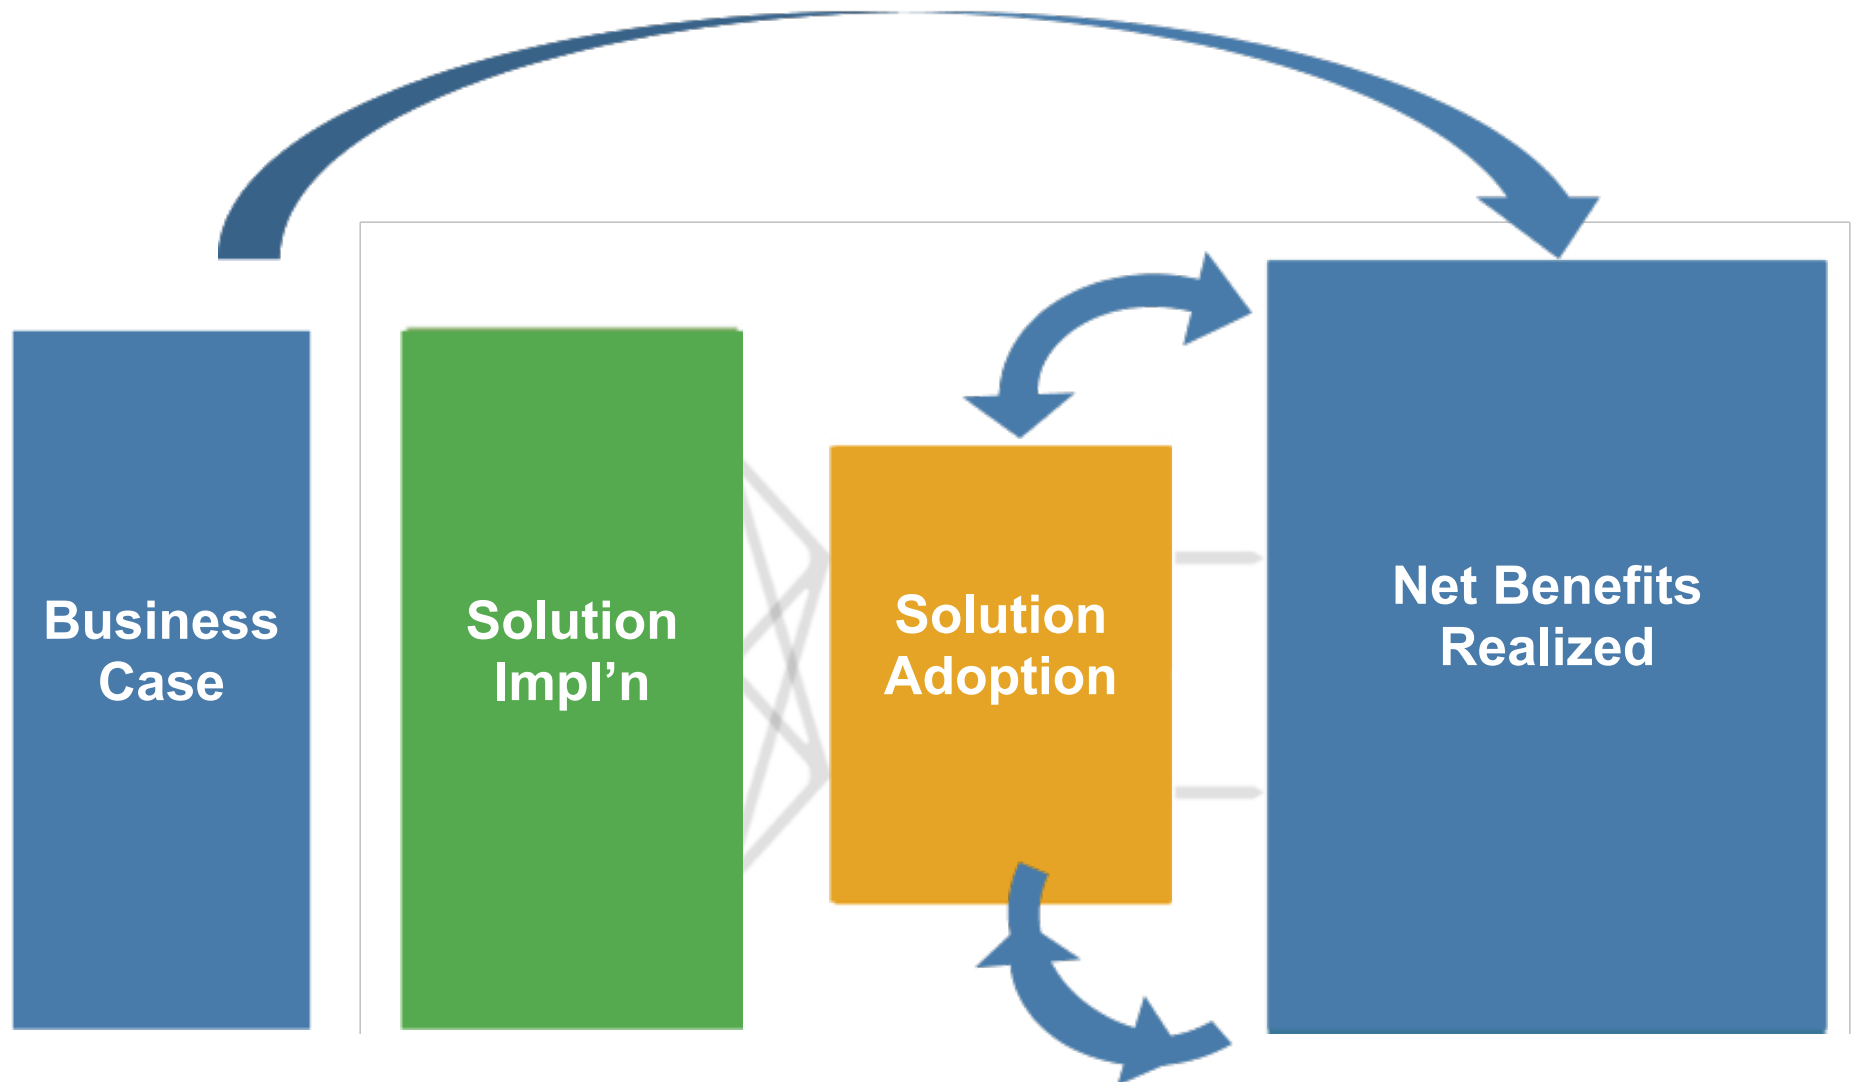 Business
Case
Solution
Impl’n
Solution
Adoption
Net Benefits
Realized